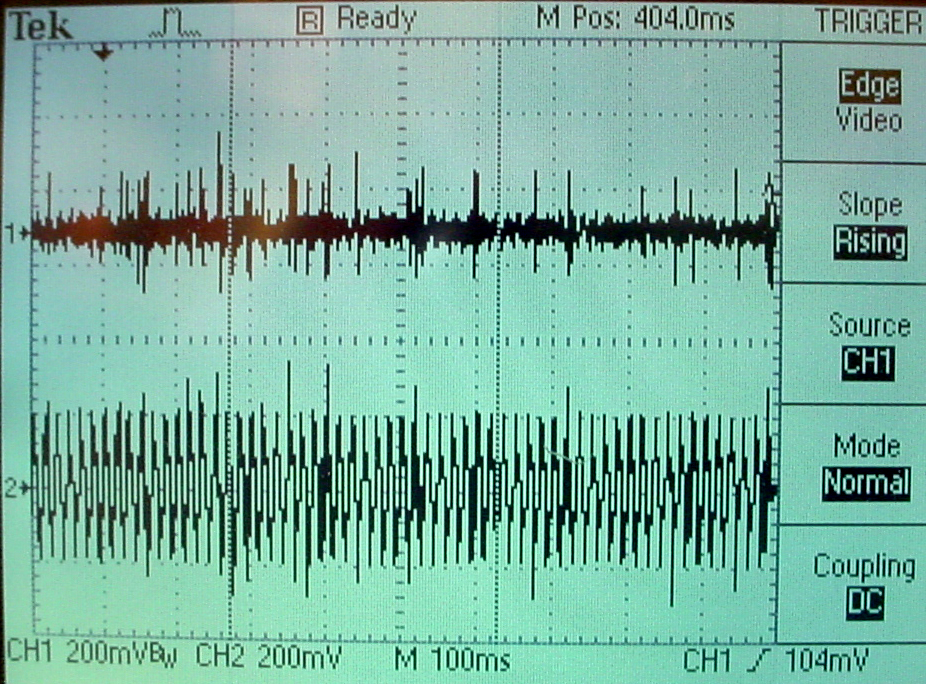 Tek R Ready M Pos: 404.0ms TRIGGER
Edge
Video
Slope
Rising
Source
CH1
Mode
Normal
Coupling
DC
1
2
CH1 200mVBW CH2 200mV M 100ms CH1 104mV